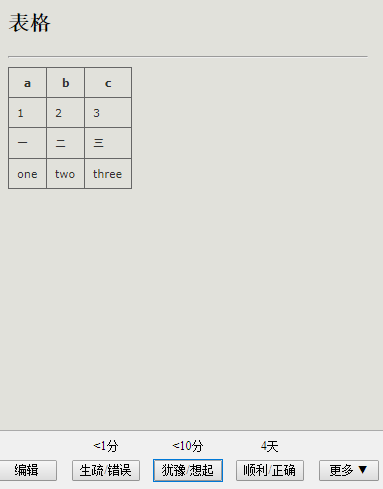 表格
a b c
1 2 3
一 二 三
one two three
<1分 <10分 4天
编辑 生疏/错误 犹豫/想起 顺利/正确 更多 ▼